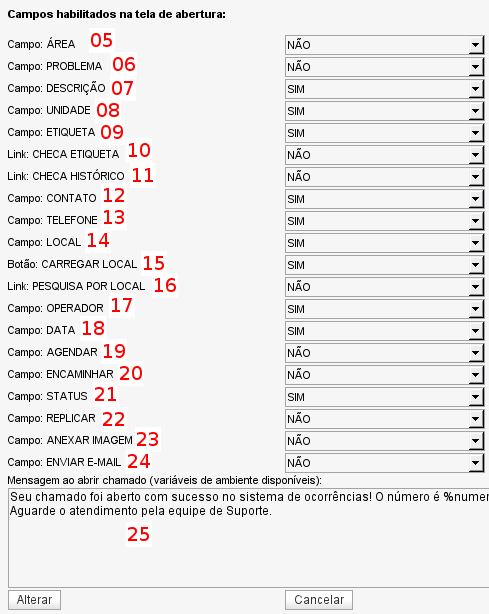 Campos habilitados na tela de abertura:
Campo: ÁREA 05 NÃO
Campo: PROBLEMA 06 NÃO
Campo: DESCRIÇÃO 07 SIM
Campo: UNIDADE 08 SIM
Campo: ETIQUETA 09 SIM
Link: CHECA ETIQUETA 10 NÃO
Link: CHECA HISTÓRICO 11 NÃO
Campo: CONTATO 12 SIM
Campo: TELEFONE 13 SIM
Campo: LOCAL 14 SIM
Botão: CARREGAR LOCAL 15 SIM
Link: PESQUISA POR LOCAL 16 NÃO
Campo: OPERADOR 17 SIM
Campo: DATA 18 SIM
Campo: AGENDAR 19 NÃO
Campo: ENCAMINHAR 20 NÃO
Campo: STATUS 21 SIM
Campo: REPLICAR 22 NÃO
Campo: ANEXAR IMAGEM 23 NÃO
Campo: ENVIAR E-MAIL 24 NÃO
Mensagem ao abrir chamado (variáveis de ambiente disponíveis):
Seu chamado foi aberto com sucesso no sistema de ocorrências! O número é %numer
Aguarde o atendimento pela equipe de Suporte.
25
Alterar Cancelar